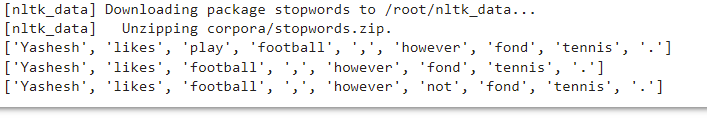 [nltk_data] Downloading package stopwords to /root/nltk_data...
[nltk_data]   Unzipping corpora/stopwords.zip.
['Yashesh', 'likes', 'play', 'football', ',', 'however', 'fond', 'tennis', '.']
['Yashesh', 'likes', 'football', ',', 'however', 'fond', 'tennis', '.']
['Yashesh', 'likes', 'football', ',', 'however', 'not', 'fond', 'tennis', '.']